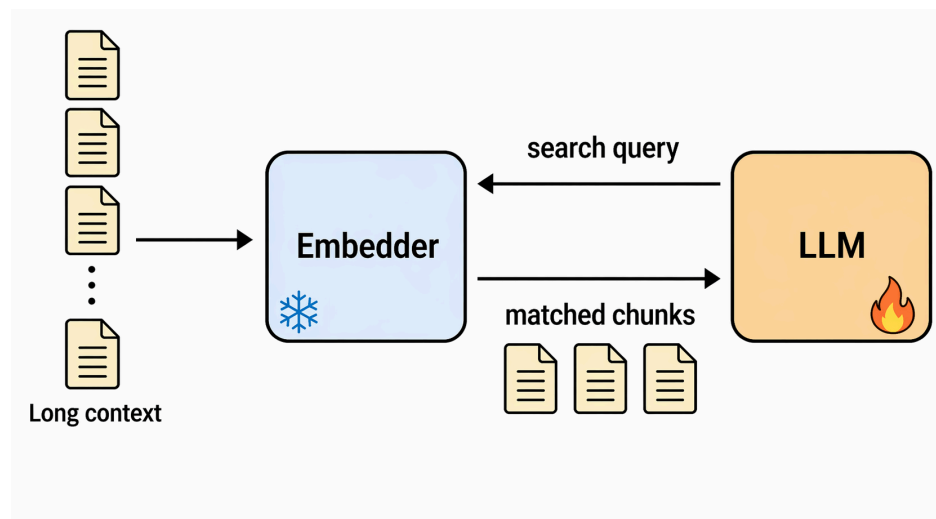 search query
Embedder
LLM
matched chunks
Long context